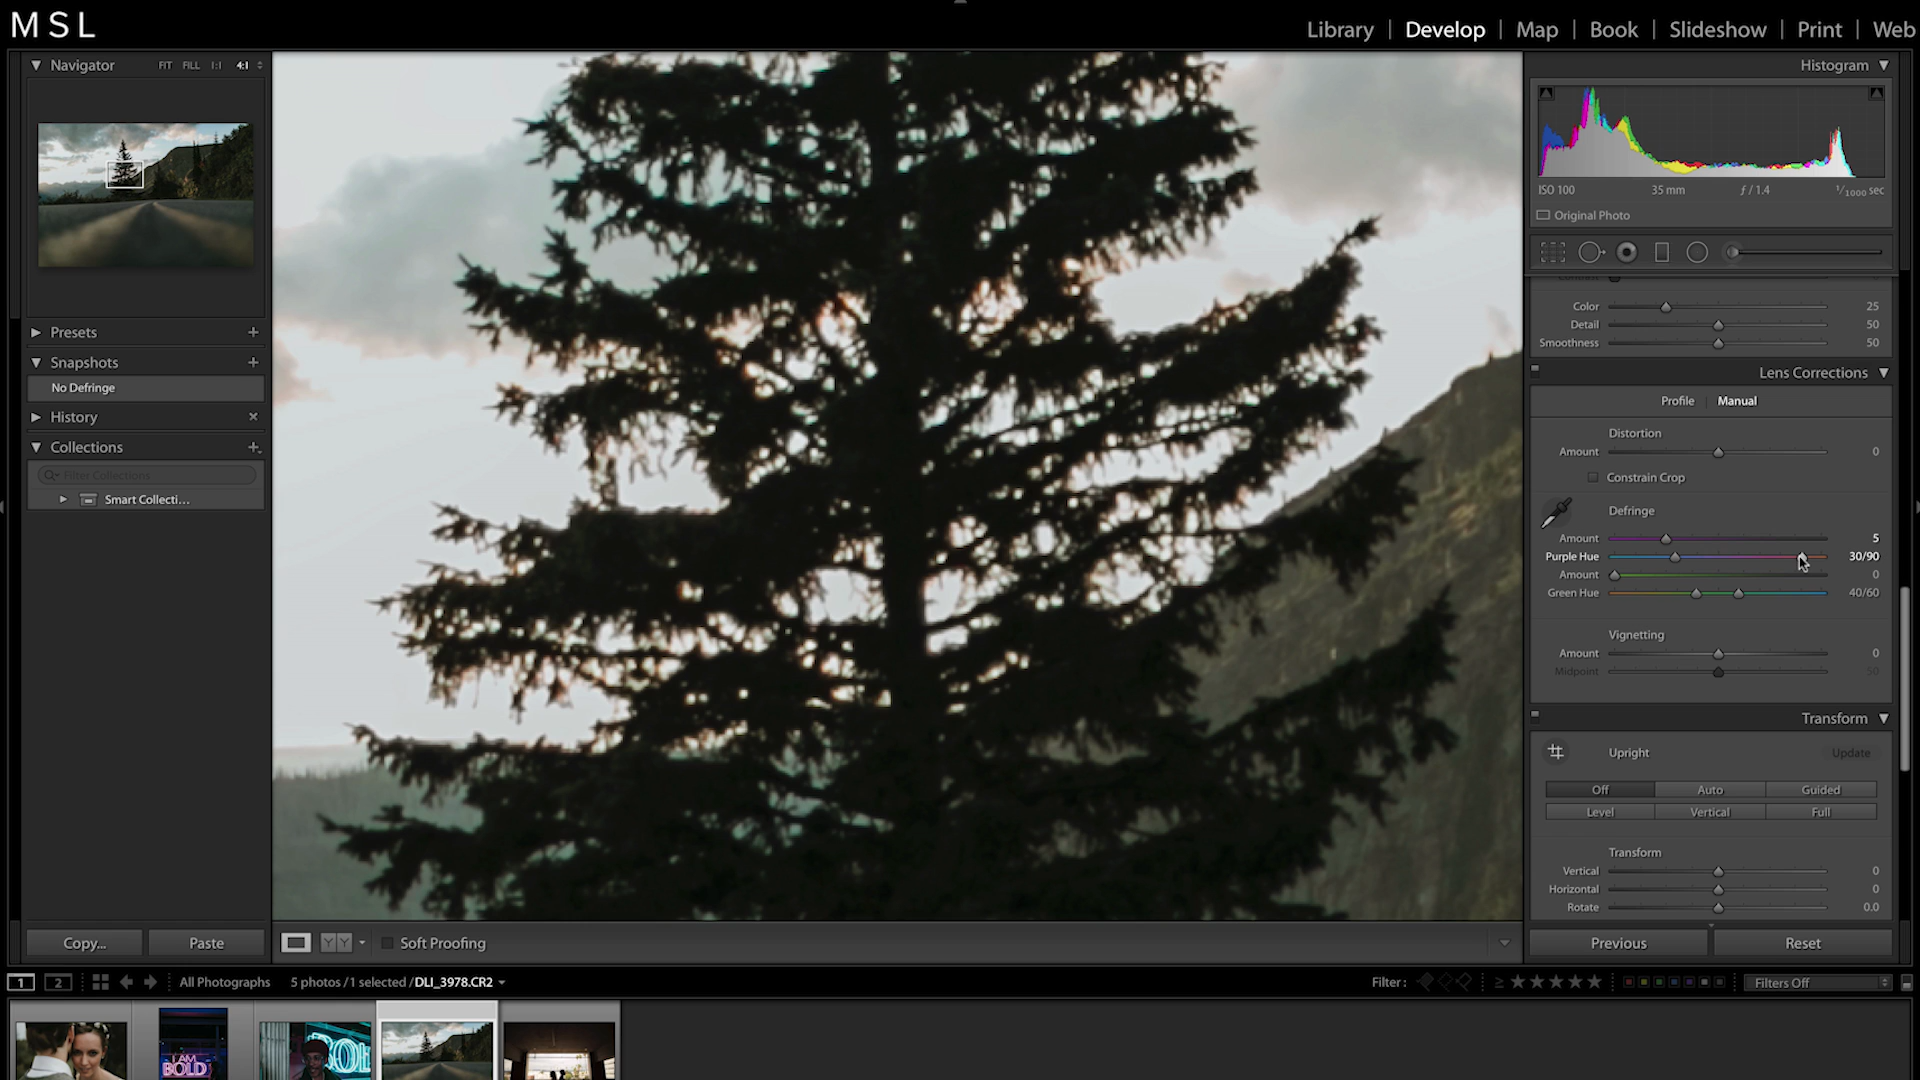 MSL
Library | Develop | Map | Book | Slideshow | Print | Web
Navigator FIT FILL 1:1 4:1
Presets
Snapshots
No Defringe
History
Collections
Filter Collections
Smart Collecti...
Copy... Paste
Soft Proofing
Histogram
ISO 100 35 mm ƒ / 1.4 1/1000 sec
Original Photo
Color 25
Detail 50
Smoothness 50
Lens Corrections
Profile | Manual
Distortion
Amount 0
Constrain Crop
Defringe
Amount 5
Purple Hue 30/90
Amount 0
Green Hue 40/60
Vignetting
Amount 0
Midpoint 50
Transform
Upright Update
Off Auto Guided
Level Vertical Full
Transform
Vertical 0
Horizontal 0
Rotate 0.0
Previous Reset
1 2 All Photographs 5 photos / 1 selected / DLI_3978.CR2 Filter : ≥ Filters Off
I AM
BOLD